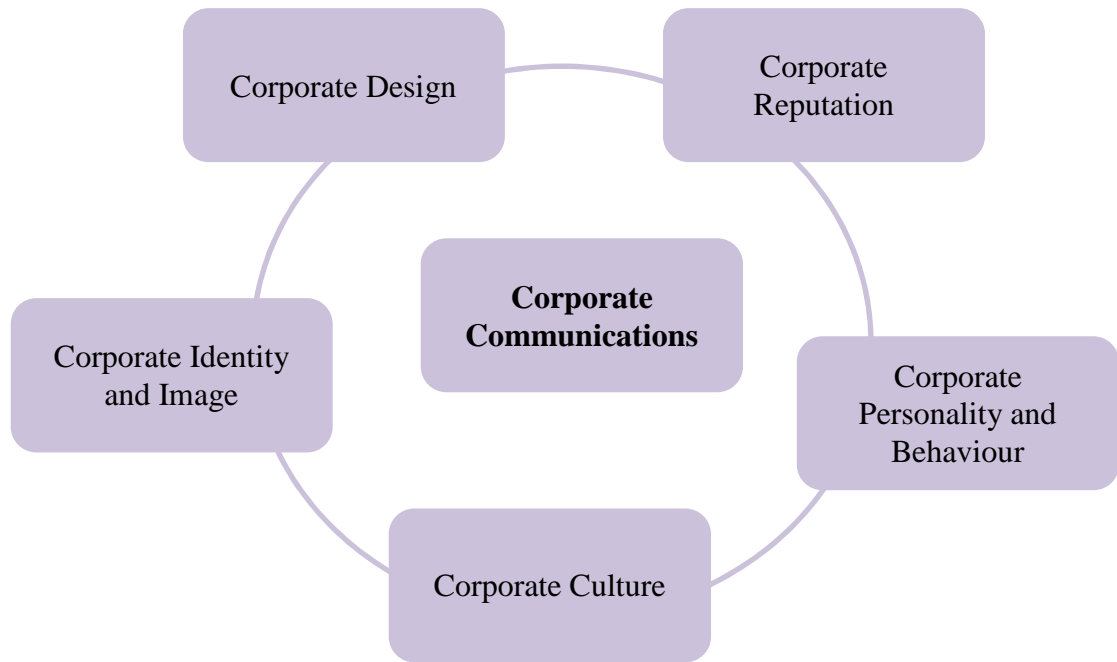 Corporate Design
Corporate
Reputation
Corporate
Communications
Corporate Identity
and Image
Corporate
Personality and
Behaviour
Corporate Culture